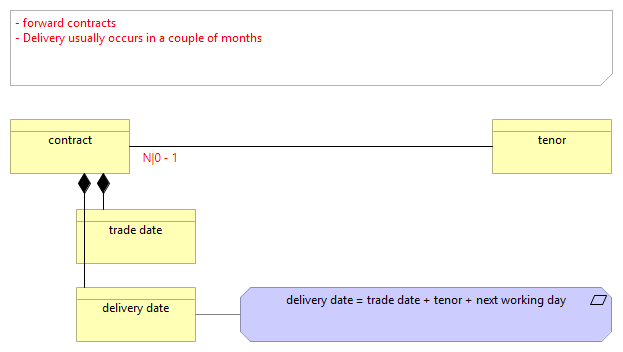 - forward contracts
- Delivery usually occurs in a couple of months
contract
tenor
N|0 - 1
trade date
delivery date
delivery date = trade date + tenor + next working day